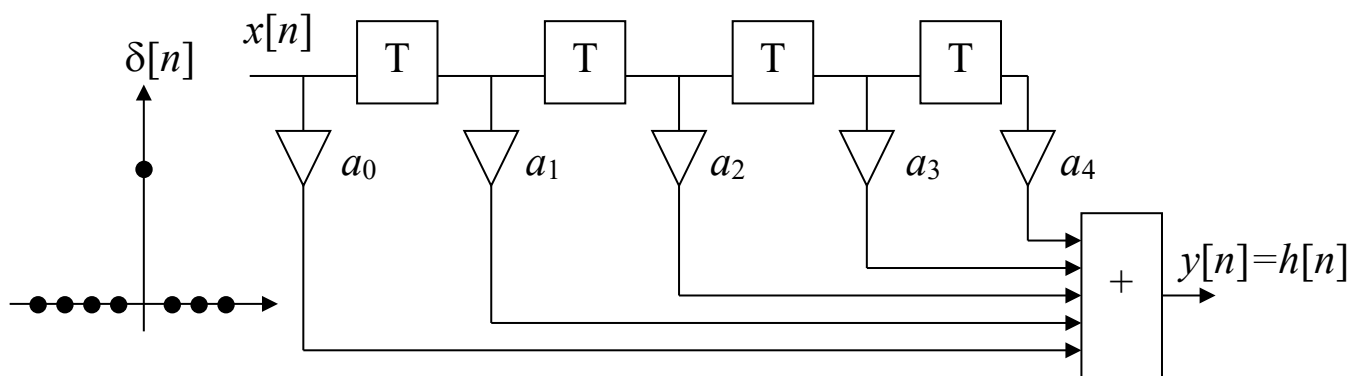 δ[n]
x[n] T T T T
a₀ a₁ a₂ a₃ a₄
+
y[n]=h[n]